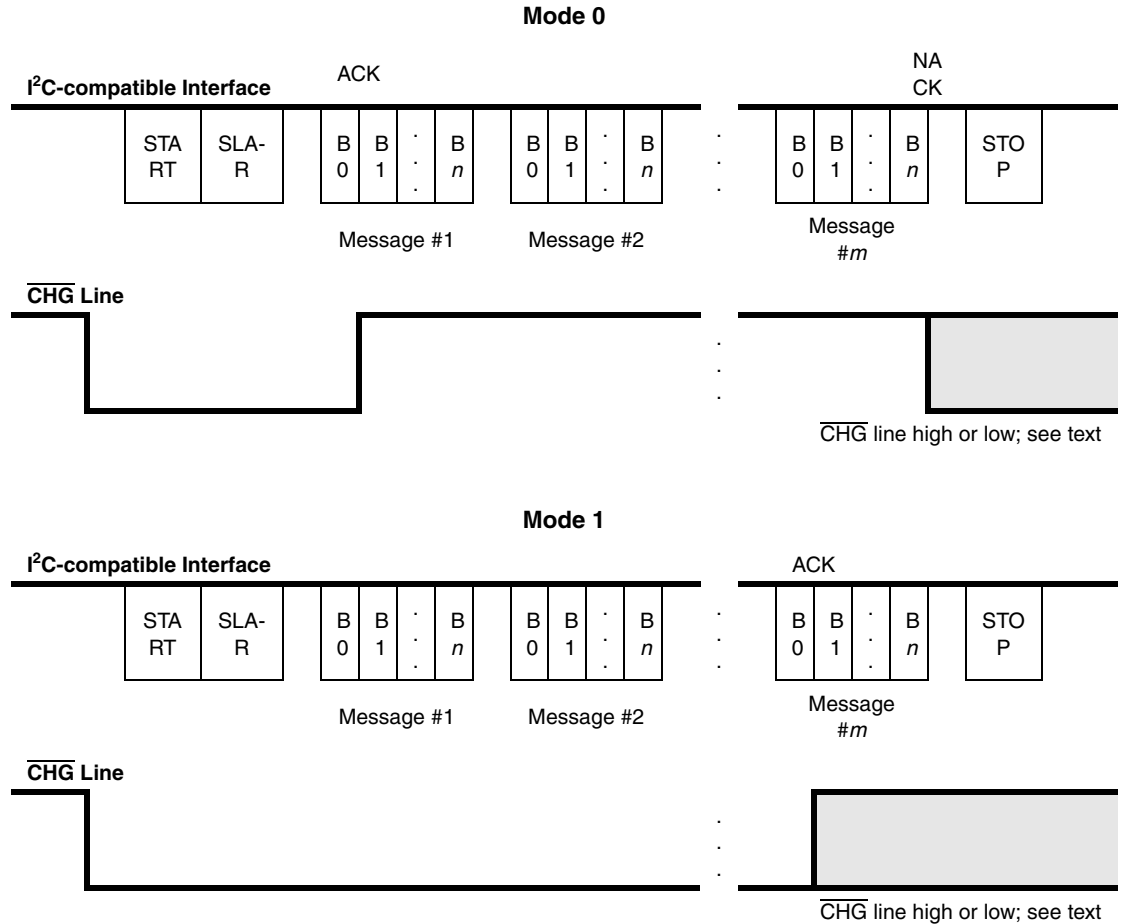 Mode 0
I²C-compatible Interface
ACK
NA
CK
STA
RT
SLA-
R
B
0
B
1
.
.
.
B
n
B
0
B
1
.
.
.
B
n
.
.
.
B
0
B
1
.
.
.
B
n
STO
P
Message #1
Message #2
Message
#m
CHG Line
.
.
.
CHG line high or low; see text
Mode 1
I²C-compatible Interface
ACK
STA
RT
SLA-
R
B
0
B
1
.
.
.
B
n
B
0
B
1
.
.
.
B
n
.
.
.
B
0
B
1
.
.
.
B
n
STO
P
Message #1
Message #2
Message
#m
CHG Line
.
.
.
CHG line high or low; see text